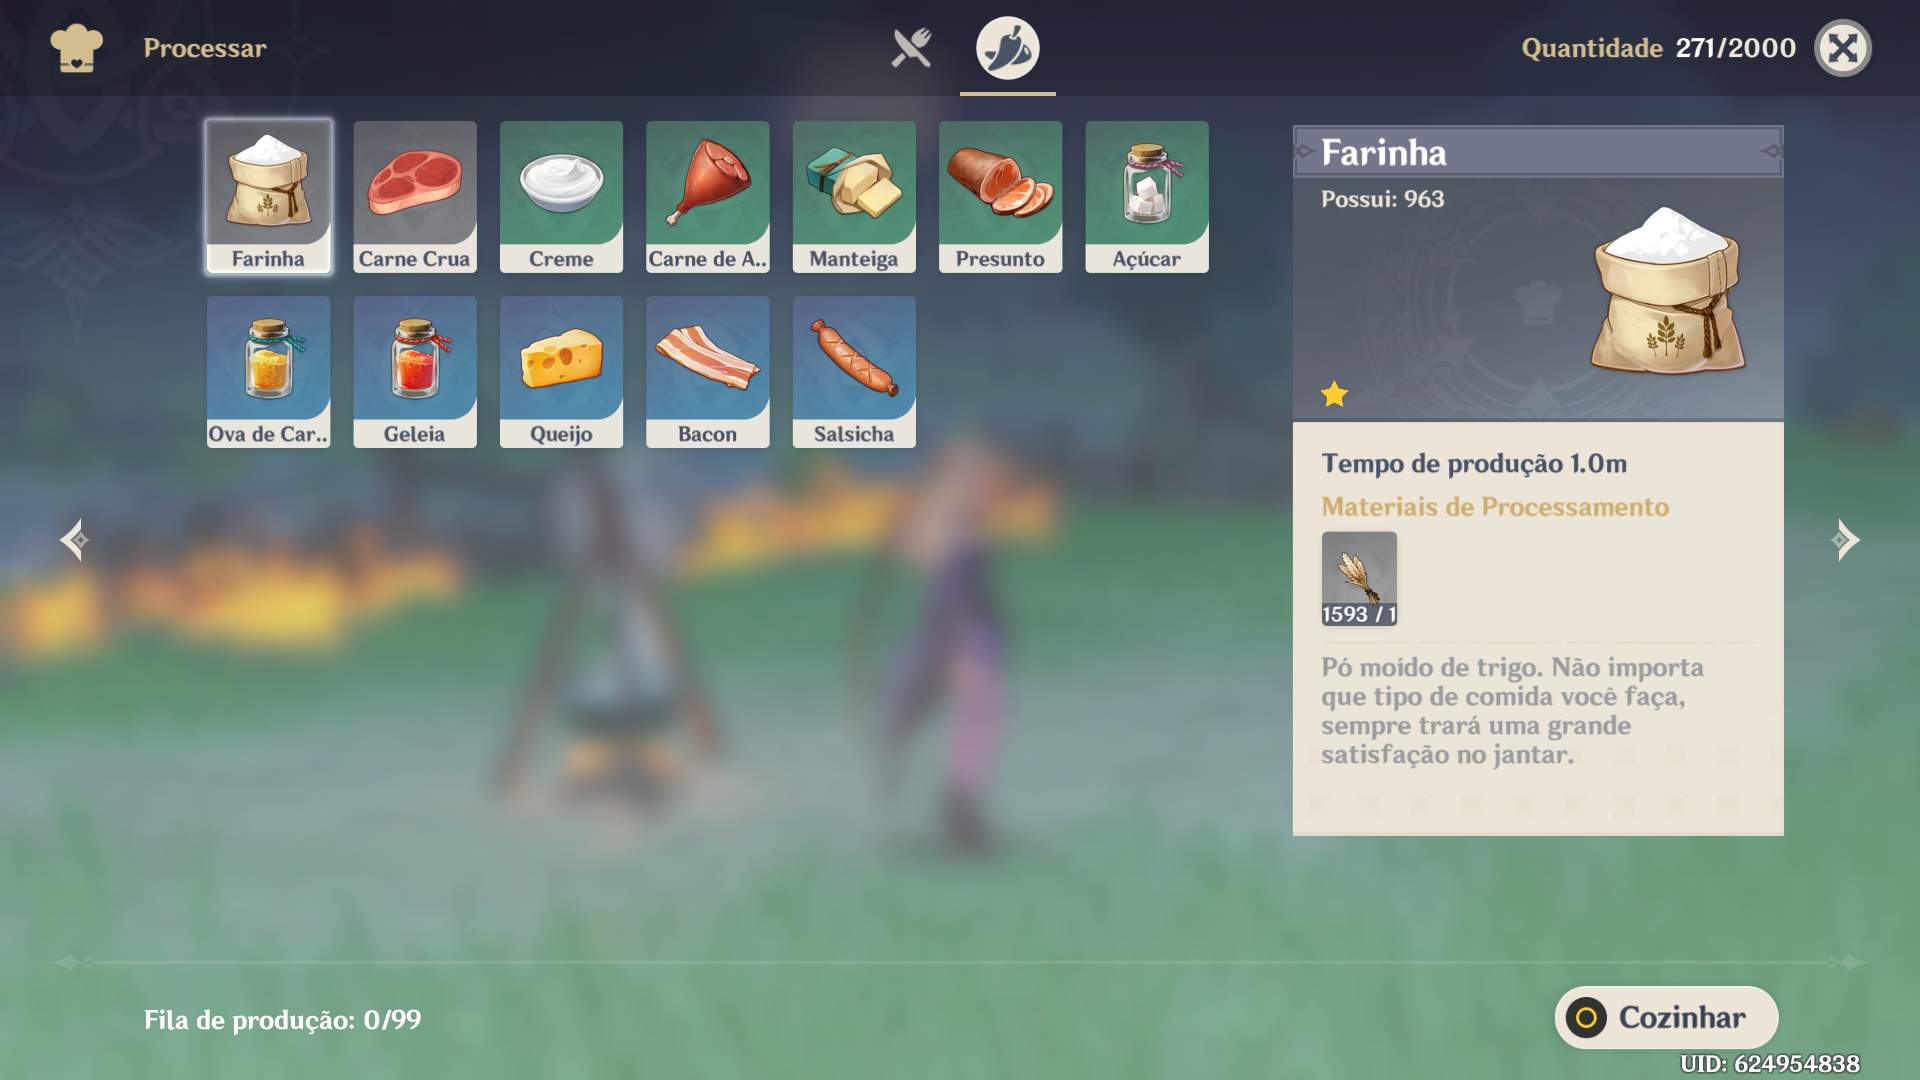 Processar
Quantidade 271/2000
Farinha
Carne Crua
Creme
Carne de A..
Manteiga
Presunto
Açúcar
Ova de Car..
Geleia
Queijo
Bacon
Salsicha
Farinha
Possui: 963
Tempo de produção 1.0m
Materiais de Processamento
1593 / 1
Pó moído de trigo. Não importa
que tipo de comida você faça,
sempre trará uma grande
satisfação no jantar.
Fila de produção: 0/99
Cozinhar
UID: 624954838